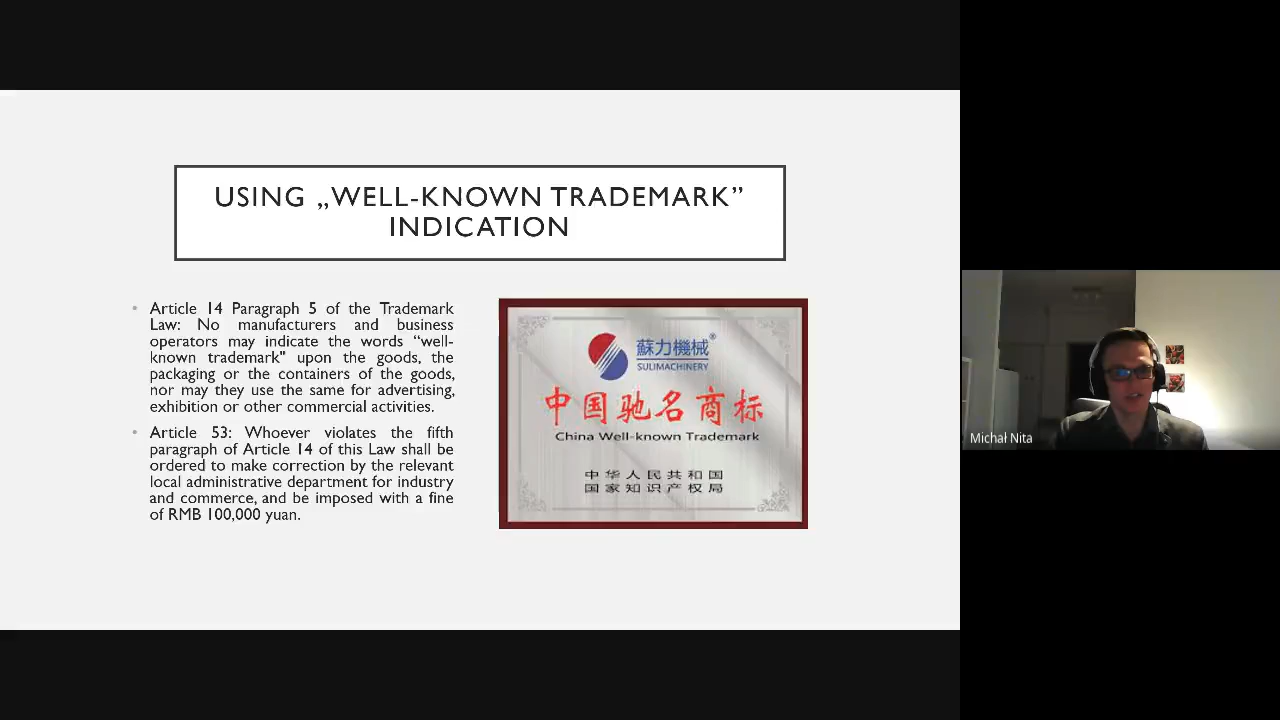 USING „WELL-KNOWN TRADEMARK”
INDICATION
• Article 14 Paragraph 5 of the Trademark
Law: No manufacturers and business
operators may indicate the words “well-
known trademark" upon the goods, the
packaging or the containers of the goods,
nor may they use the same for advertising,
exhibition or other commercial activities.
• Article 53: Whoever violates the fifth
paragraph of Article 14 of this Law shall be
ordered to make correction by the relevant
local administrative department for industry
and commerce, and be imposed with a fine
of RMB 100,000 yuan.
蘇力機械®
SULIMACHINERY
中国驰名商标
China Well-known Trademark
中华人民共和国
国家知识产权局
Michał Nita